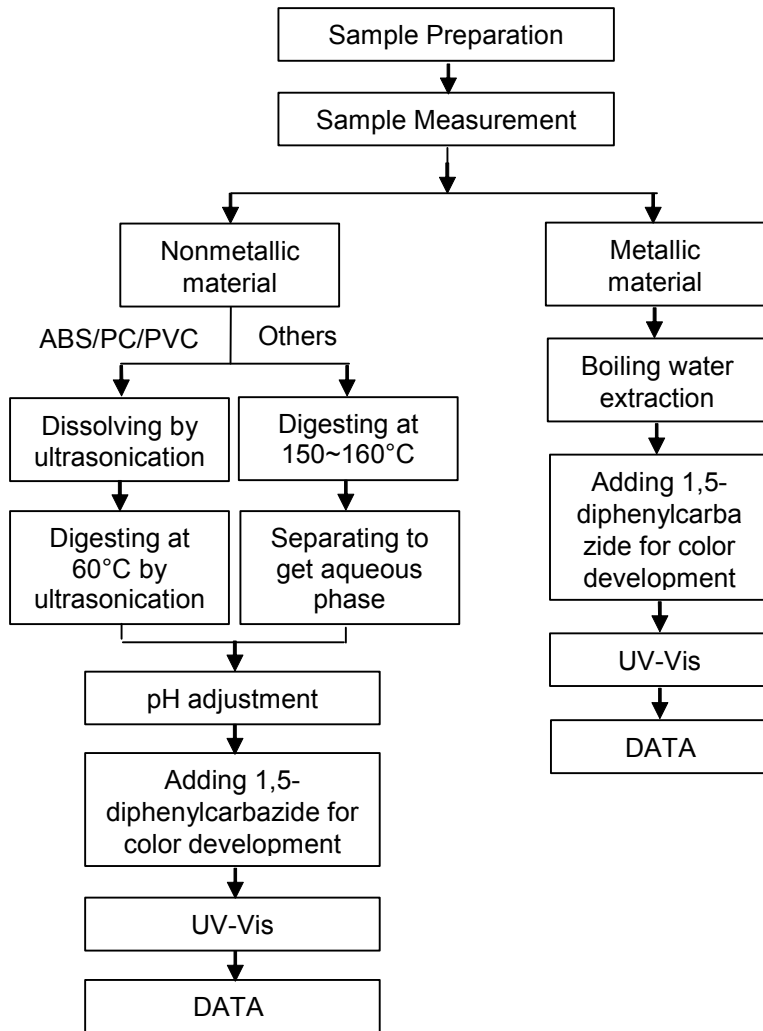 Sample Preparation
Sample Measurement
Nonmetallic
material
ABS/PC/PVC
Others
Dissolving by
ultrasonication
Digesting at
150~160°C
Digesting at
60°C by
ultrasonication
Separating to
get aqueous
phase
pH adjustment
Adding 1,5-
diphenylcarbazide for
color development
UV-Vis
DATA
Metallic
material
Boiling water
extraction
Adding 1,5-
diphenylcarba
zide for color
development
UV-Vis
DATA